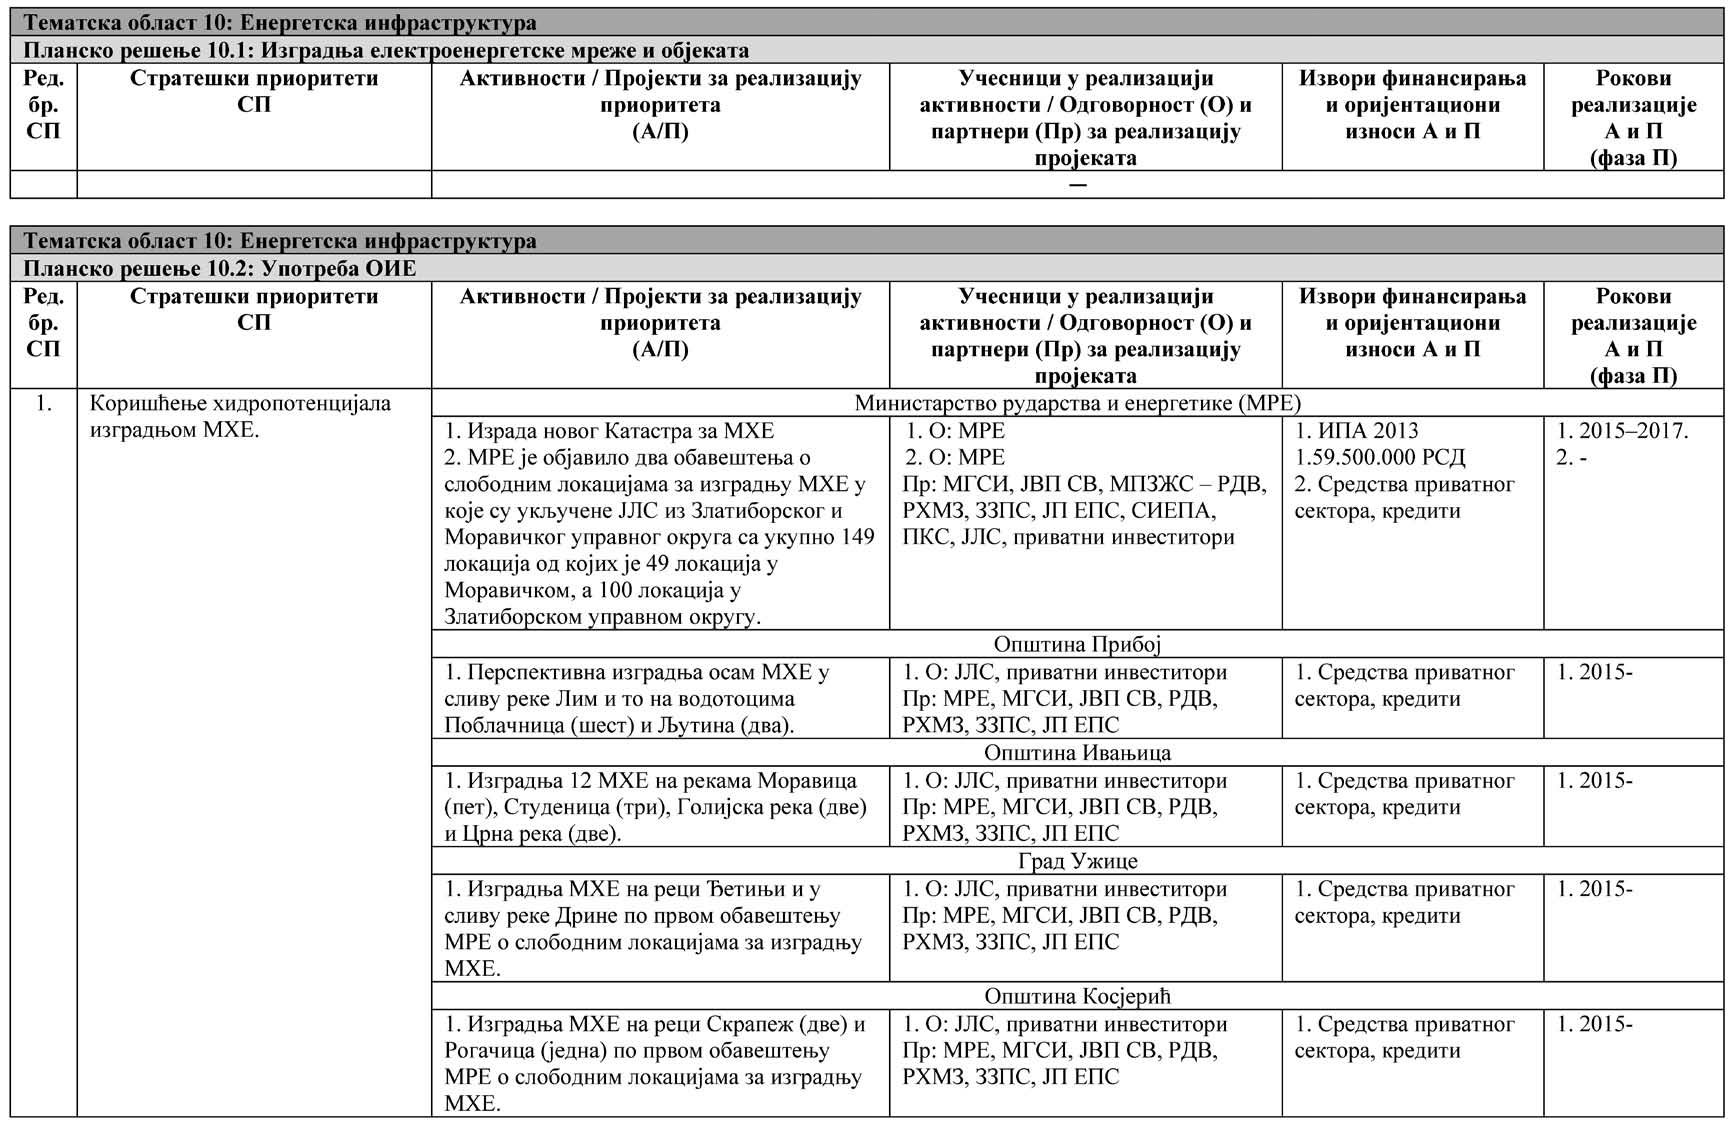 Тематска област 10: Енергетска инфраструктура
Планско решење 10.1: Изградња електроенергетске мреже и објеката
Ред.
бр.
СП
Стратешки приоритети
СП
Активности / Пројекти за реализацију
приоритета
(А/П)
Учесници у реализацији
активности / Одговорност (О) и
партнери (Пр) за реализацију
пројеката
Извори финансирања
и оријентациони
износи А и П
Рокови
реализације
А и П
(фаза П)
—
Тематска област 10: Енергетска инфраструктура
Планско решење 10.2: Употреба ОИЕ
Ред.
бр.
СП
Стратешки приоритети
СП
Активности / Пројекти за реализацију
приоритета
(А/П)
Учесници у реализацији
активности / Одговорност (О) и
партнери (Пр) за реализацију
пројеката
Извори финансирања
и оријентациони
износи А и П
Рокови
реализације
А и П
(фаза П)
1.
Коришћење хидропотенцијала
изградњом МХЕ.
Министарство рударства и енергетике (МРЕ)
1. Израда новог Катастра за МХЕ
2. МРЕ је објавило два обавештења о
слободним локацијама за изградњу МХЕ у
које су укључене ЈЛС из Златиборског и
Моравичког управног округа са укупно 149
локација од којих је 49 локација у
Моравичком, а 100 локација у
Златиборском управном округу.
1. О: МРЕ
2. О: МРЕ
Пр: МГСИ, ЈВП СВ, МПЗЖС – РДВ,
РХМЗ, ЗЗПС, ЈП ЕПС, СИЕПА,
ПКС, ЈЛС, приватни инвеститори
1. ИПА 2013
1.59.500.000 РСД
2. Средства приватног
сектора, кредити
1. 2015–2017.
2. -
Општина Прибој
1. Перспективна изградња осам МХЕ у
сливу реке Лим и то на водотоцима
Поблачница (шест) и Љутина (два).
1. О: ЈЛС, приватни инвеститори
Пр: МРЕ, МГСИ, ЈВП СВ, РДВ,
РХМЗ, ЗЗПС, ЈП ЕПС
1. Средства приватног
сектора, кредити
1. 2015-
Општина Ивањица
1. Изградња 12 МХЕ на рекама Моравица
(пет), Студеница (три), Голијска река (две)
и Црна река (две).
1. О: ЈЛС, приватни инвеститори
Пр: МРЕ, МГСИ, ЈВП СВ, РДВ,
РХМЗ, ЗЗПС, ЈП ЕПС
1. Средства приватног
сектора, кредити
1. 2015-
Град Ужице
1. Изградња МХЕ на реци Ђетињи и у
сливу реке Дрине по првом обавештењу
МРЕ о слободним локацијама за изградњу
МХЕ.
1. О: ЈЛС, приватни инвеститори
Пр: МРЕ, МГСИ, ЈВП СВ, РДВ,
РХМЗ, ЗЗПС, ЈП ЕПС
1. Средства приватног
сектора, кредити
1. 2015-
Општина Косјерић
1. Изградња МХЕ на реци Скрапеж (две) и
Рогачица (једна) по првом обавештењу
МРЕ о слободним локацијама за изградњу
МХЕ.
1. О: ЈЛС, приватни инвеститори
Пр: МРЕ, МГСИ, ЈВП СВ, РДВ,
РХМЗ, ЗЗПС, ЈП ЕПС
1. Средства приватног
сектора, кредити
1. 2015-